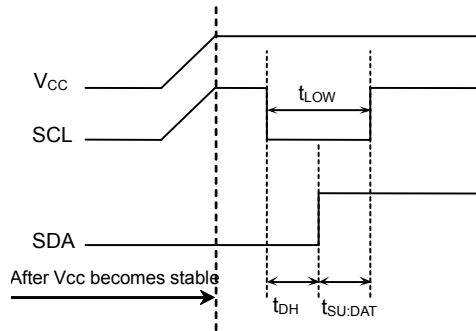 VCC
tLOW
SCL
SDA
After Vcc becomes stable
tDH
tSU:DAT